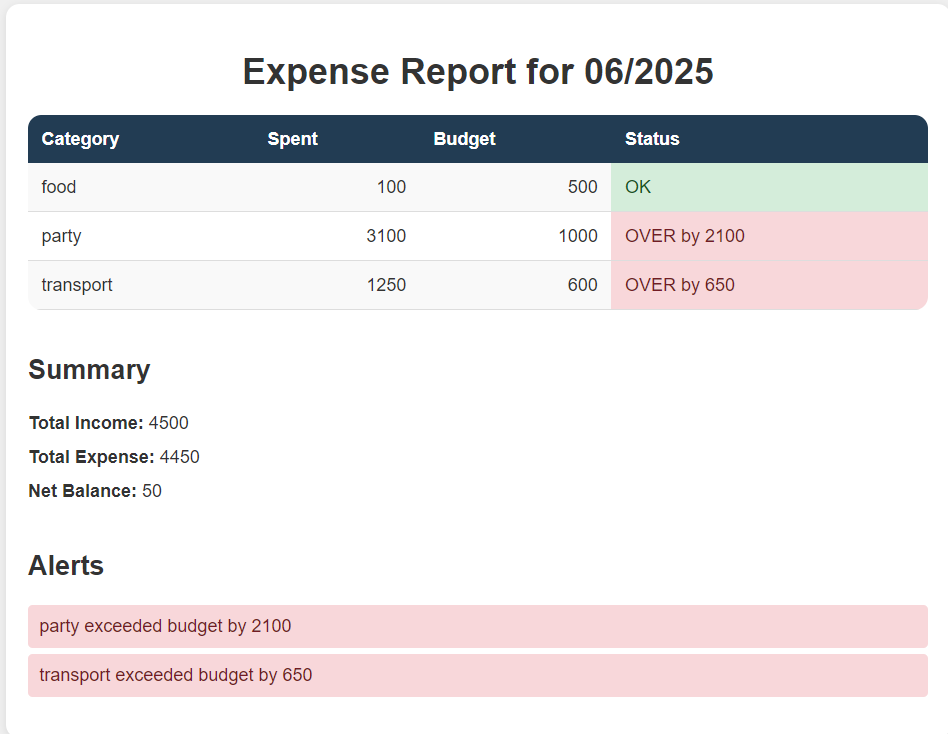 Expense Report for 06/2025
Category Spent Budget Status
food 100 500 OK
party 3100 1000 OVER by 2100
transport 1250 600 OVER by 650
Summary
Total Income: 4500
Total Expense: 4450
Net Balance: 50
Alerts
party exceeded budget by 2100
transport exceeded budget by 650